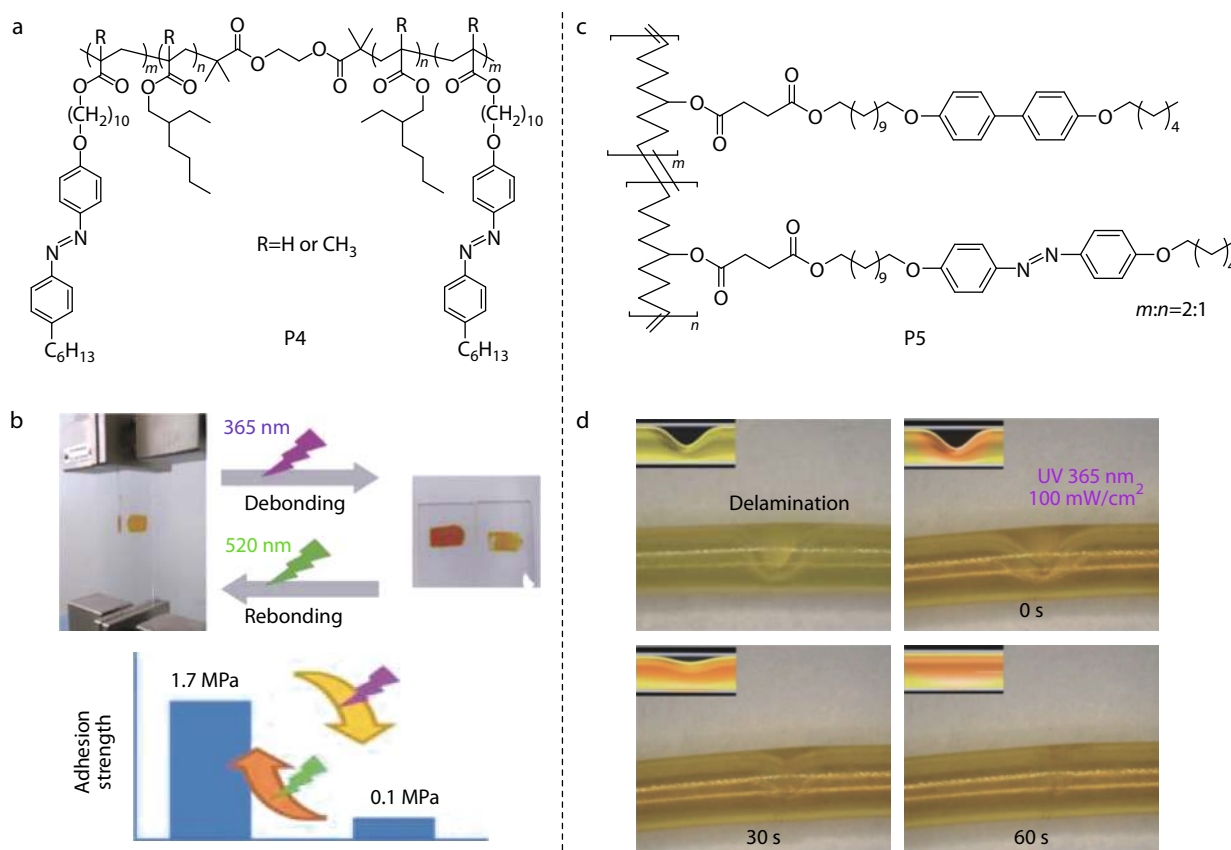 a
R
R
R
R
m
n
n
m
O
O
O
O
O
O
O
O
O
O
O
O
(CH2)10
(CH2)10
O
O
N
N
N
N
R=H or CH3
C6H13
P4
C6H13
b
365 nm
Debonding
520 nm
Rebonding
Adhesion
strength
1.7 MPa
0.1 MPa
c
O
O
O
O
9
O
O
4
m
O
O
O
O
9
O
N
N
O
4
n
m:n=2:1
P5
d
Delamination
UV 365 nm
100 mW/cm2
0 s
30 s
60 s